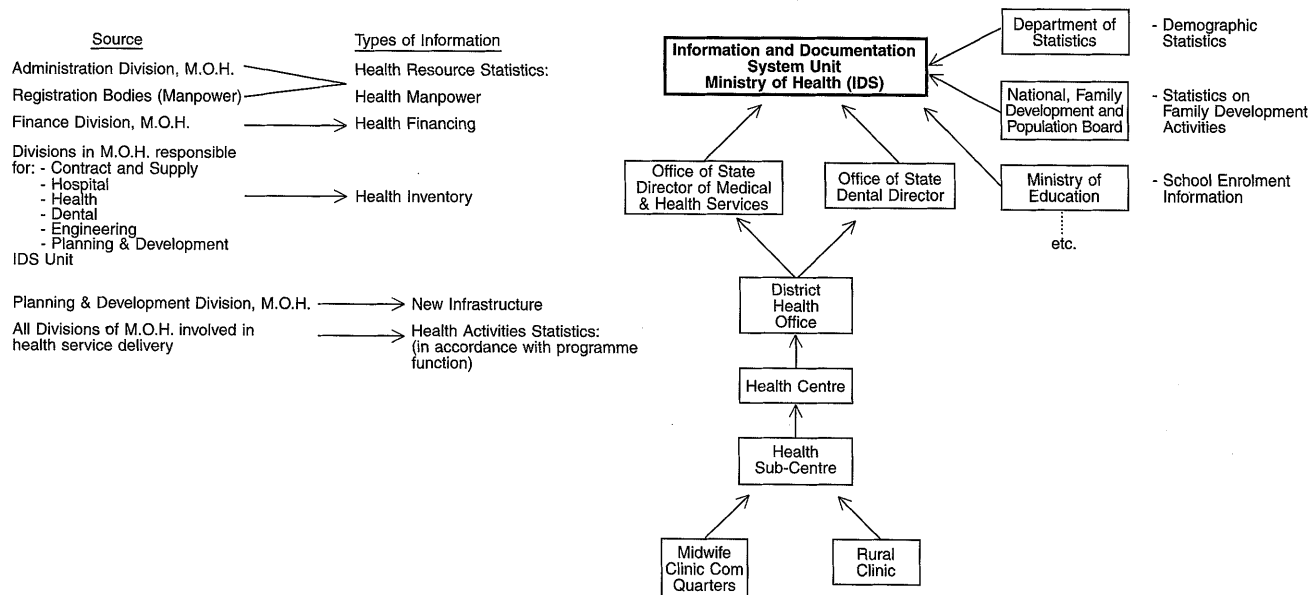 Source
Types of Information
Administration Division, M.O.H.
Health Resource Statistics:
Registration Bodies (Manpower)
Health Manpower
Finance Division, M.O.H.
Health Financing
Divisions in M.O.H. responsible
for: - Contract and Supply
- Hospital
- Health
- Dental
- Engineering
- Planning & Development
IDS Unit
Health Inventory
Planning & Development Division, M.O.H.
New Infrastructure
All Divisions of M.O.H. involved in
health service delivery
Health Activities Statistics:
(in accordance with programme
function)
Information and Documentation
System Unit
Ministry of Health (IDS)
Department of
Statistics
- Demographic
Statistics
National, Family
Development and
Population Board
- Statistics on
Family Development
Activities
Office of State
Director of Medical
& Health Services
Office of State
Dental Director
Ministry of
Education
- School Enrolment
Information
etc.
District
Health
Office
Health Centre
Health
Sub-Centre
Midwife
Clinic Com
Quarters
Rural
Clinic